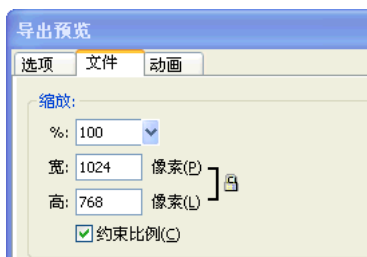 导出预览
选项 文件 动画
缩放:
%: 100
宽: 1024 像素(P)
高: 768 像素(L)
约束比例(C)